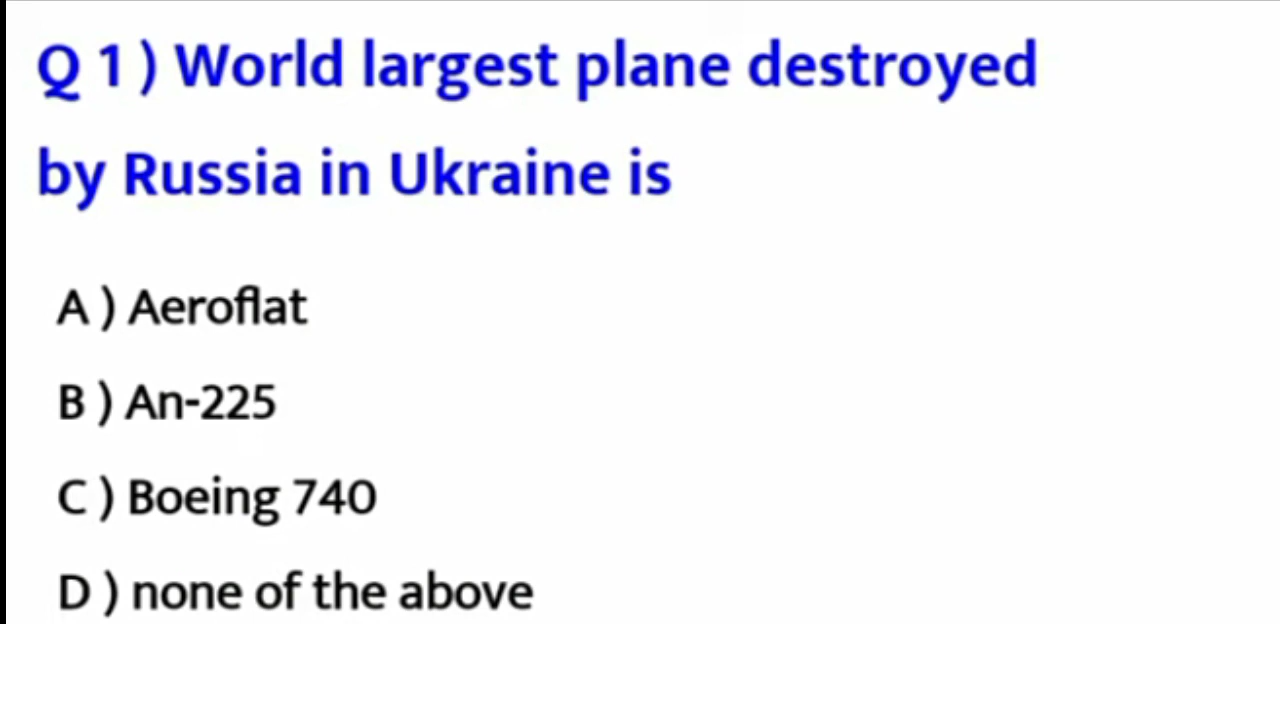 Q 1 ) World largest plane destroyed
by Russia in Ukraine is
A ) Aeroflat
B ) An-225
C ) Boeing 740
D ) none of the above